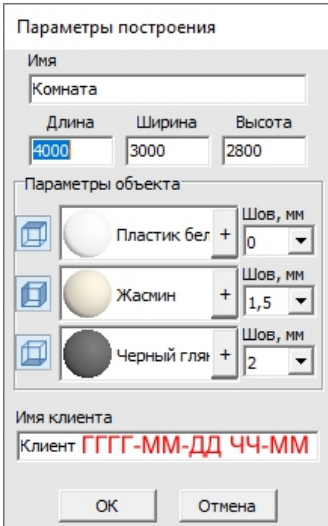 Параметры построения
Имя
Комната
Длина Ширина Высота
4000 3000 2800
Параметры объекта
Шов, мм
Пластик бел + 0
Шов, мм
Жасмин + 1,5
Шов, мм
Черный глян + 2
Имя клиента
Клиент ГГГГ-ММ-ДД ЧЧ-ММ
ОК Отмена